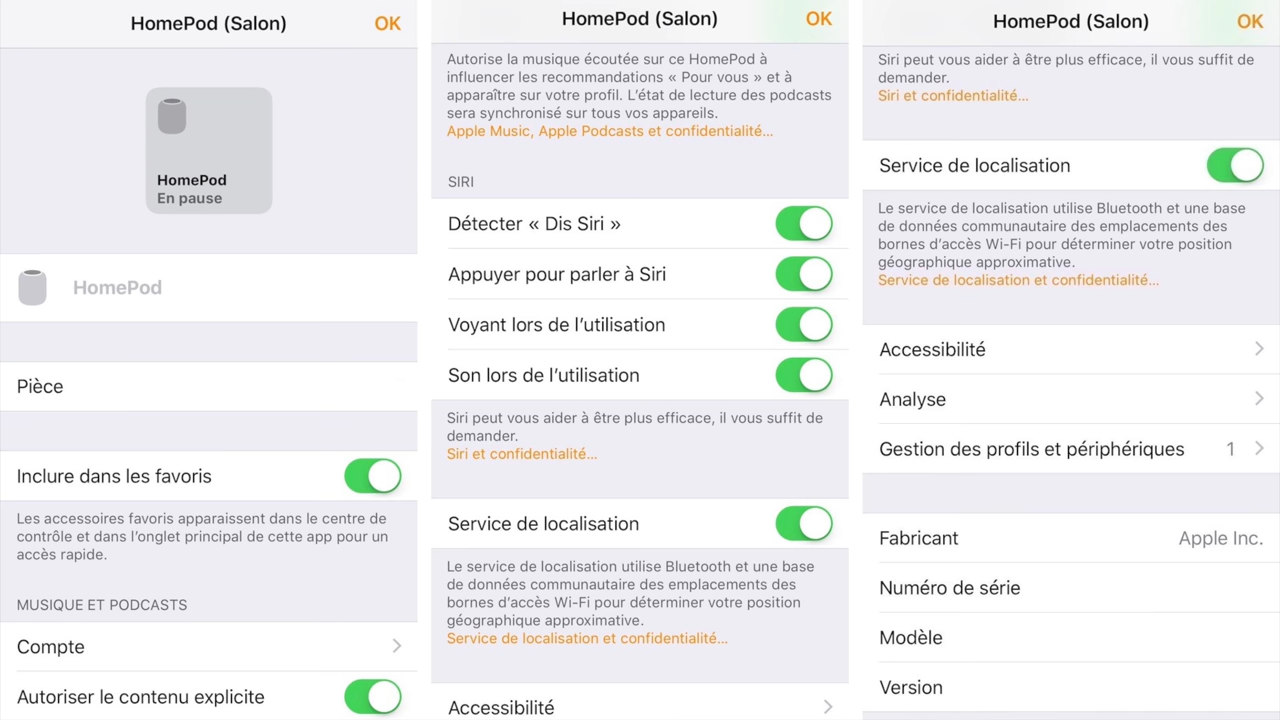 HomePod (Salon)
OK
HomePod
En pause
HomePod
Pièce
Inclure dans les favoris
Les accessoires favoris apparaissent dans le centre de
contrôle et dans l’onglet principal de cette app pour un
accès rapide.
MUSIQUE ET PODCASTS
Compte
Autoriser le contenu explicite
HomePod (Salon)
OK
Autorise la musique écoutée sur ce HomePod à
influencer les recommandations « Pour vous » et à
apparaître sur votre profil. L’état de lecture des podcasts
sera synchronisé sur tous vos appareils.
Apple Music, Apple Podcasts et confidentialité...
SIRI
Détecter « Dis Siri »
Appuyer pour parler à Siri
Voyant lors de l’utilisation
Son lors de l’utilisation
Siri peut vous aider à être plus efficace, il vous suffit de
demander.
Siri et confidentialité...
Service de localisation
Le service de localisation utilise Bluetooth et une base
de données communautaire des emplacements des
bornes d’accès Wi-Fi pour déterminer votre position
géographique approximative.
Service de localisation et confidentialité...
Accessibilité
HomePod (Salon)
OK
Siri peut vous aider à être plus efficace, il vous suffit de
demander.
Siri et confidentialité...
Service de localisation
Le service de localisation utilise Bluetooth et une base
de données communautaire des emplacements des
bornes d’accès Wi-Fi pour déterminer votre position
géographique approximative.
Service de localisation et confidentialité...
Accessibilité
Analyse
Gestion des profils et périphériques 1
Fabricant Apple Inc.
Numéro de série
Modèle
Version